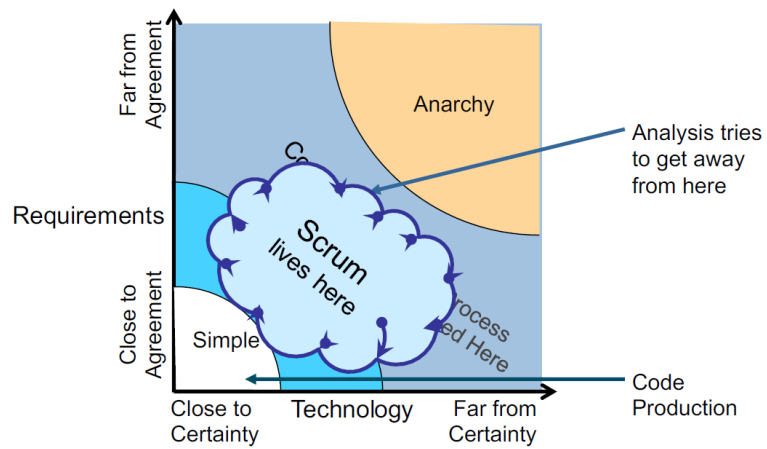 Far from
Agreement
Anarchy
Analysis tries
to get away
from here
Requirements
Scrum
lives here
Close to
Agreement
Simple
Code
Production
Close to
Certainty
Technology
Far from
Certainty
Here